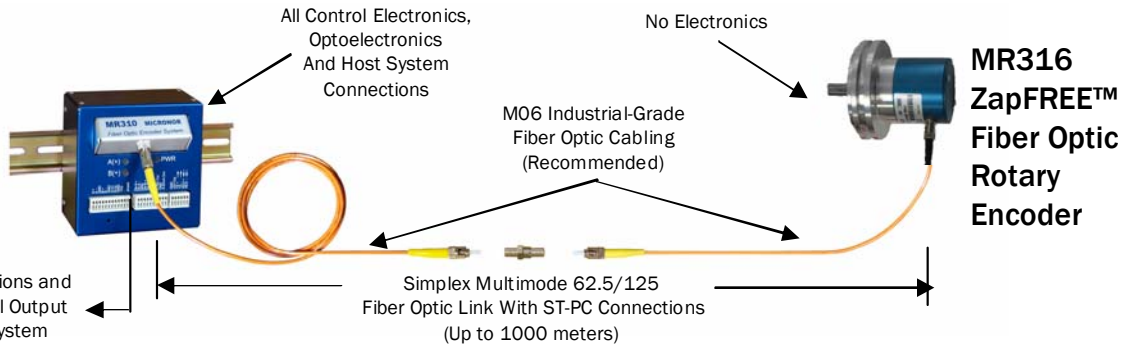 All Control Electronics,
Optoelectronics
And Host System
Connections
No Electronics
MR316
ZapFREE™
Fiber Optic
Rotary
Encoder
M06 Industrial-Grade
Fiber Optic Cabling
(Recommended)
MR310 MICRONOR
Fiber Optic Encoder System
A(+)
PWR
B(+)
Simplex Multimode 62.5/125
Fiber Optic Link With ST-PC Connections
(Up to 1000 meters)
ions and
l Output
ystem